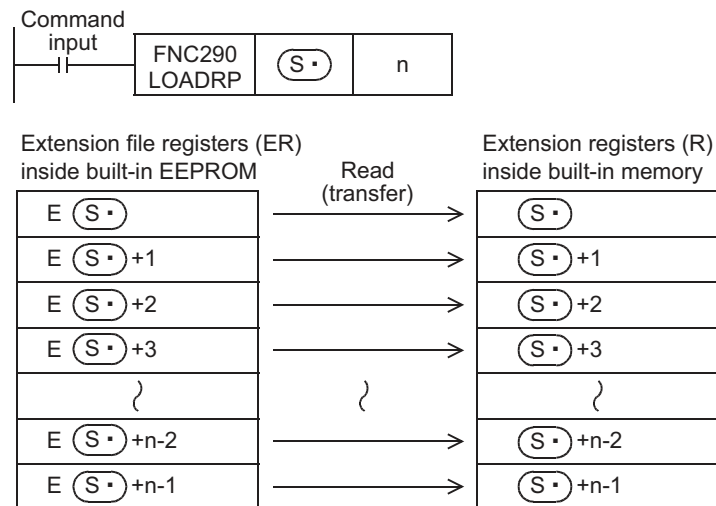 Command
input
FNC290
LOADRP
S·
n
Extension file registers (ER)
inside built-in EEPROM
Read
(transfer)
Extension registers (R)
inside built-in memory
E S· S·
E S·+1 S·+1
E S·+2 S·+2
E S·+3 S·+3
E S·+n-2 S·+n-2
E S·+n-1 S·+n-1